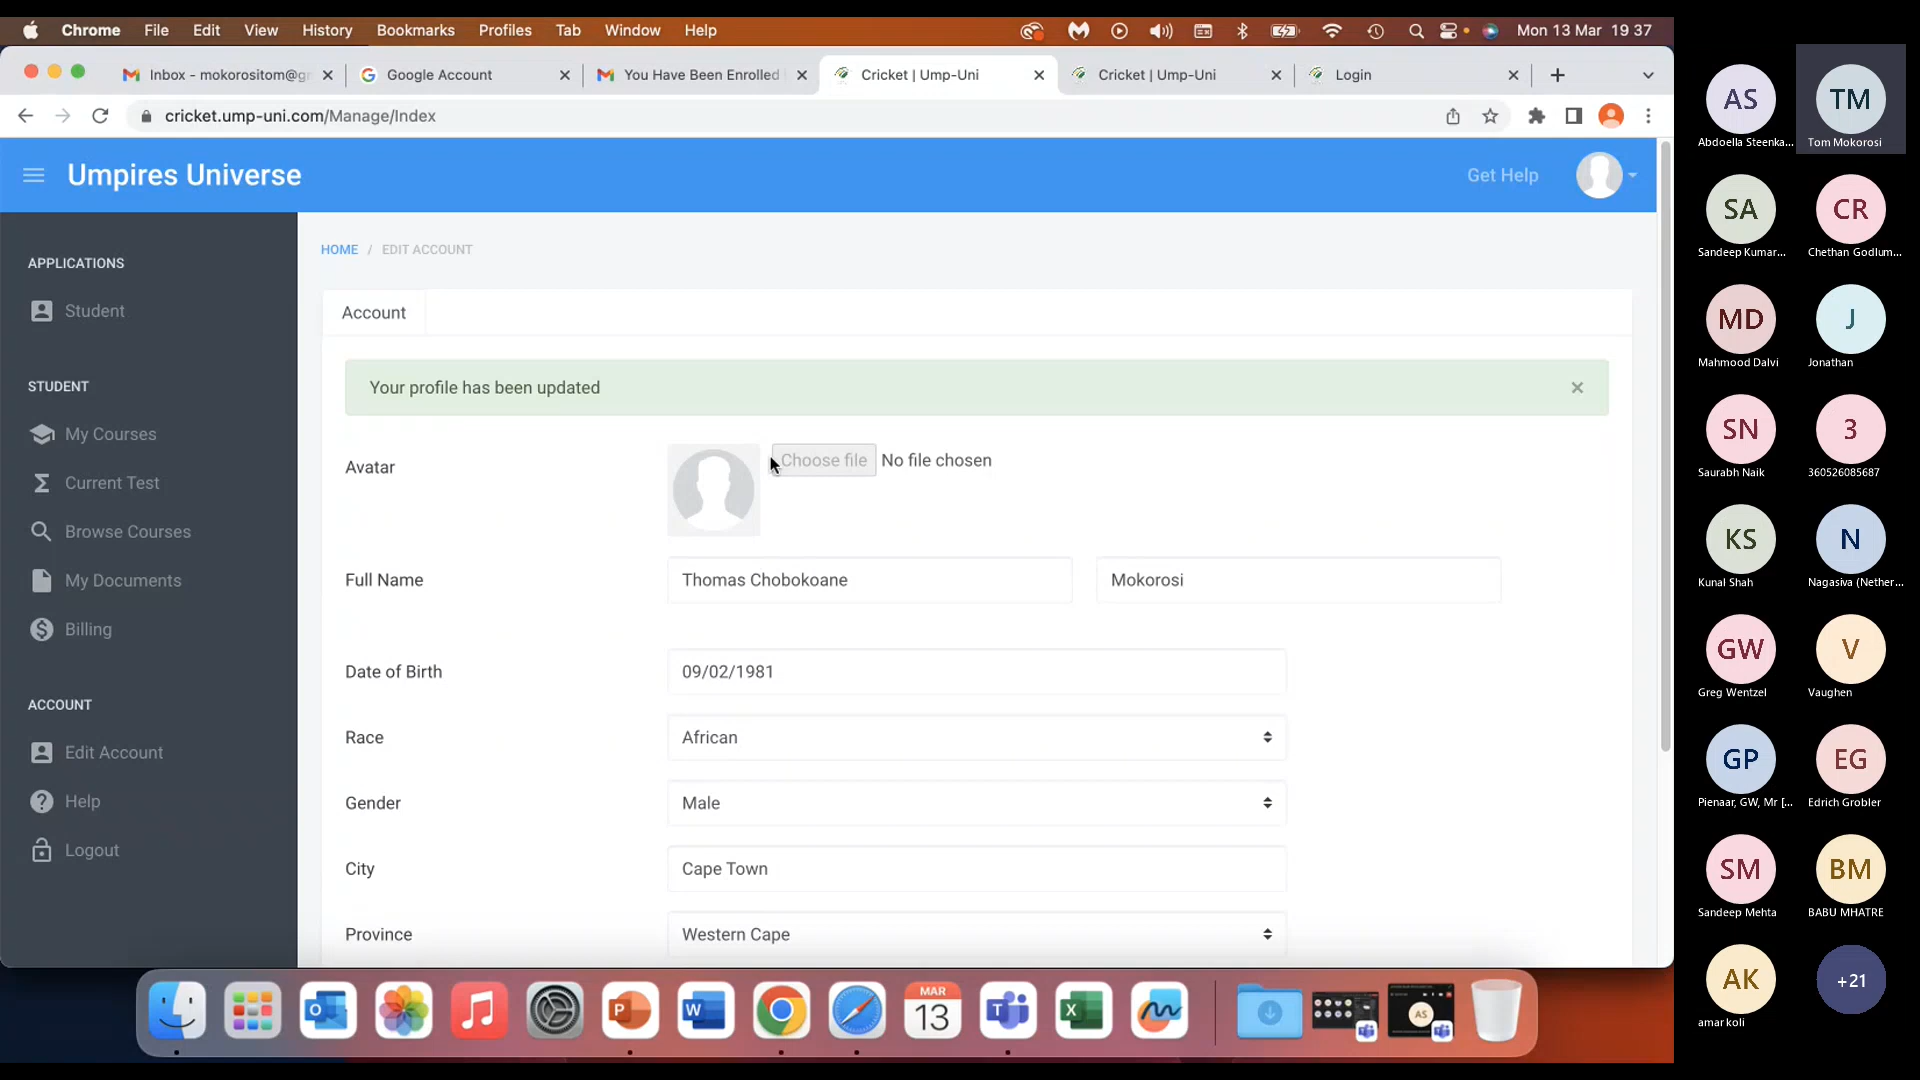 Chrome File Edit View History Bookmarks Profiles Tab Window Help Mon 13 Mar 19 37
Inbox - mokorositom@g
Google Account
You Have Been Enrolled
Cricket | Ump-Uni
Cricket | Ump-Uni
Login
cricket.ump-uni.com/Manage/Index
Umpires Universe
Get Help
APPLICATIONS
Student
STUDENT
My Courses
Current Test
Browse Courses
My Documents
Billing
ACCOUNT
Edit Account
Help
Logout
HOME / EDIT ACCOUNT
Account
Your profile has been updated
Avatar
Choose file No file chosen
Full Name Thomas Chobokoane Mokorosi
Date of Birth 09/02/1981
Race African
Gender Male
City Cape Town
Province Western Cape
MAR
13
AS
AS TM
Abdoella Steenka... Tom Mokorosi
SA CR
Sandeep Kumar... Chethan Godlum...
MD J
Mahmood Dalvi Jonathan
SN 3
Saurabh Naik 360526085687
KS N
Kunal Shah Nagasiva (Nether...
GW V
Greg Wentzel Vaughen
GP EG
Pienaar, GW, Mr [... Edrich Grobler
SM BM
Sandeep Mehta BABU MHATRE
AK +21
amar koli